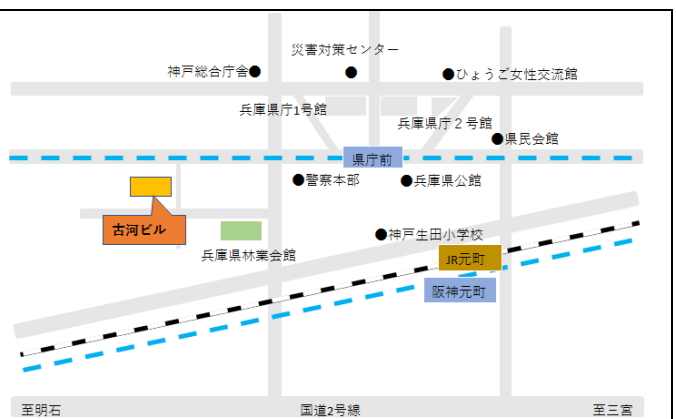 災害対策センター
神戸総合庁舎●
●ひょうご女性交流館
兵庫県庁1号館
兵庫県庁２号館
●県民会館
県庁前
●警察本部
●兵庫県公館
古河ビル
兵庫県林業会館
●神戸生田小学校
JR元町
阪神元町
至明石
国道2号線
至三宮